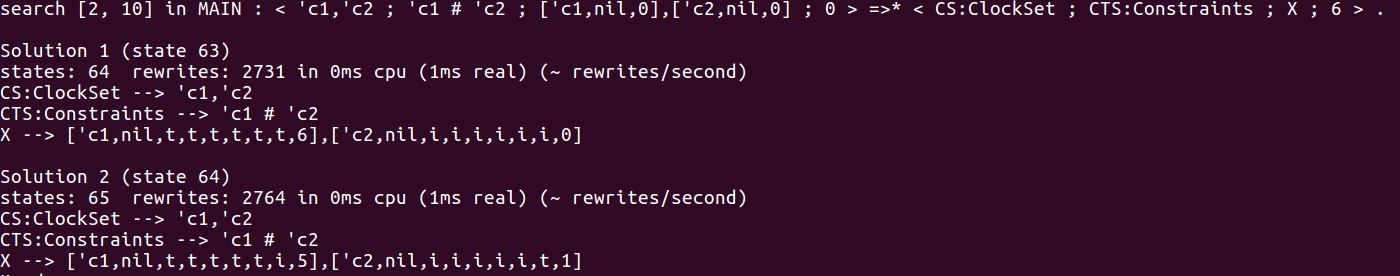 search [2, 10] in MAIN : < 'c1,'c2 ; 'c1 # 'c2 ; ['c1,nil,0],['c2,nil,0] ; 0 > =>* < CS:ClockSet ; CTS:Constraints ; X ; 6 > .
Solution 1 (state 63)
states: 64  rewrites: 2731 in 0ms cpu (1ms real) (~ rewrites/second)
CS:ClockSet --> 'c1,'c2
CTS:Constraints --> 'c1 # 'c2
X --> ['c1,nil,t,t,t,t,t,t,6],['c2,nil,i,i,i,i,i,i,0]
Solution 2 (state 64)
states: 65  rewrites: 2764 in 0ms cpu (1ms real) (~ rewrites/second)
CS:ClockSet --> 'c1,'c2
CTS:Constraints --> 'c1 # 'c2
X --> ['c1,nil,t,t,t,t,t,i,5],['c2,nil,i,i,i,i,i,t,1]